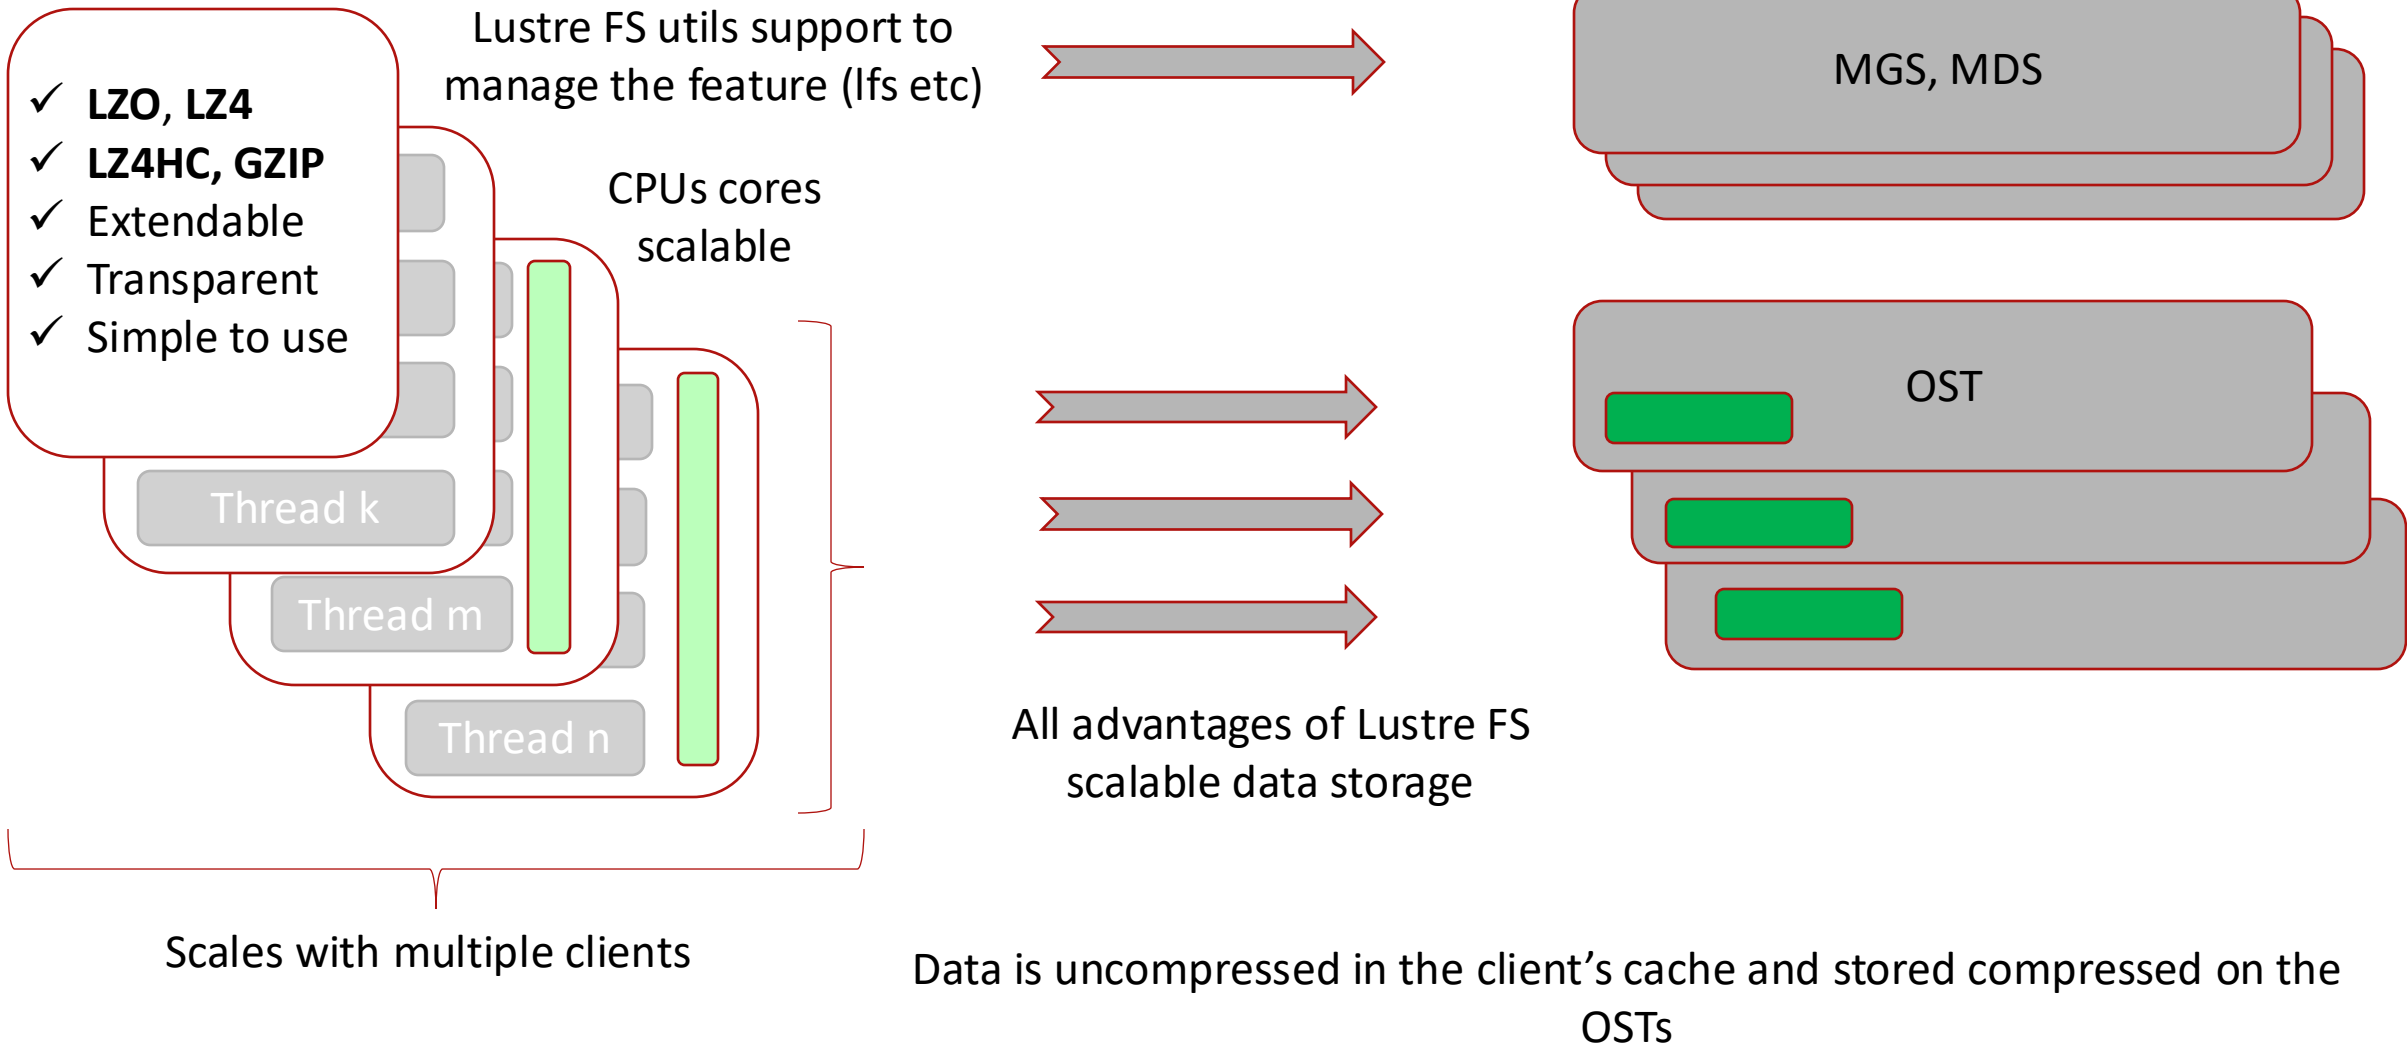 Lustre FS utils support to
manage the feature (lfs etc)
MGS, MDS
LZO, LZ4
LZ4HC, GZIP
Extendable
Transparent
Simple to use
CPUs cores
scalable
OST
Thread k
Thread m
Thread n
All advantages of Lustre FS
scalable data storage
Scales with multiple clients
Data is uncompressed in the client’s cache and stored compressed on the
OSTs